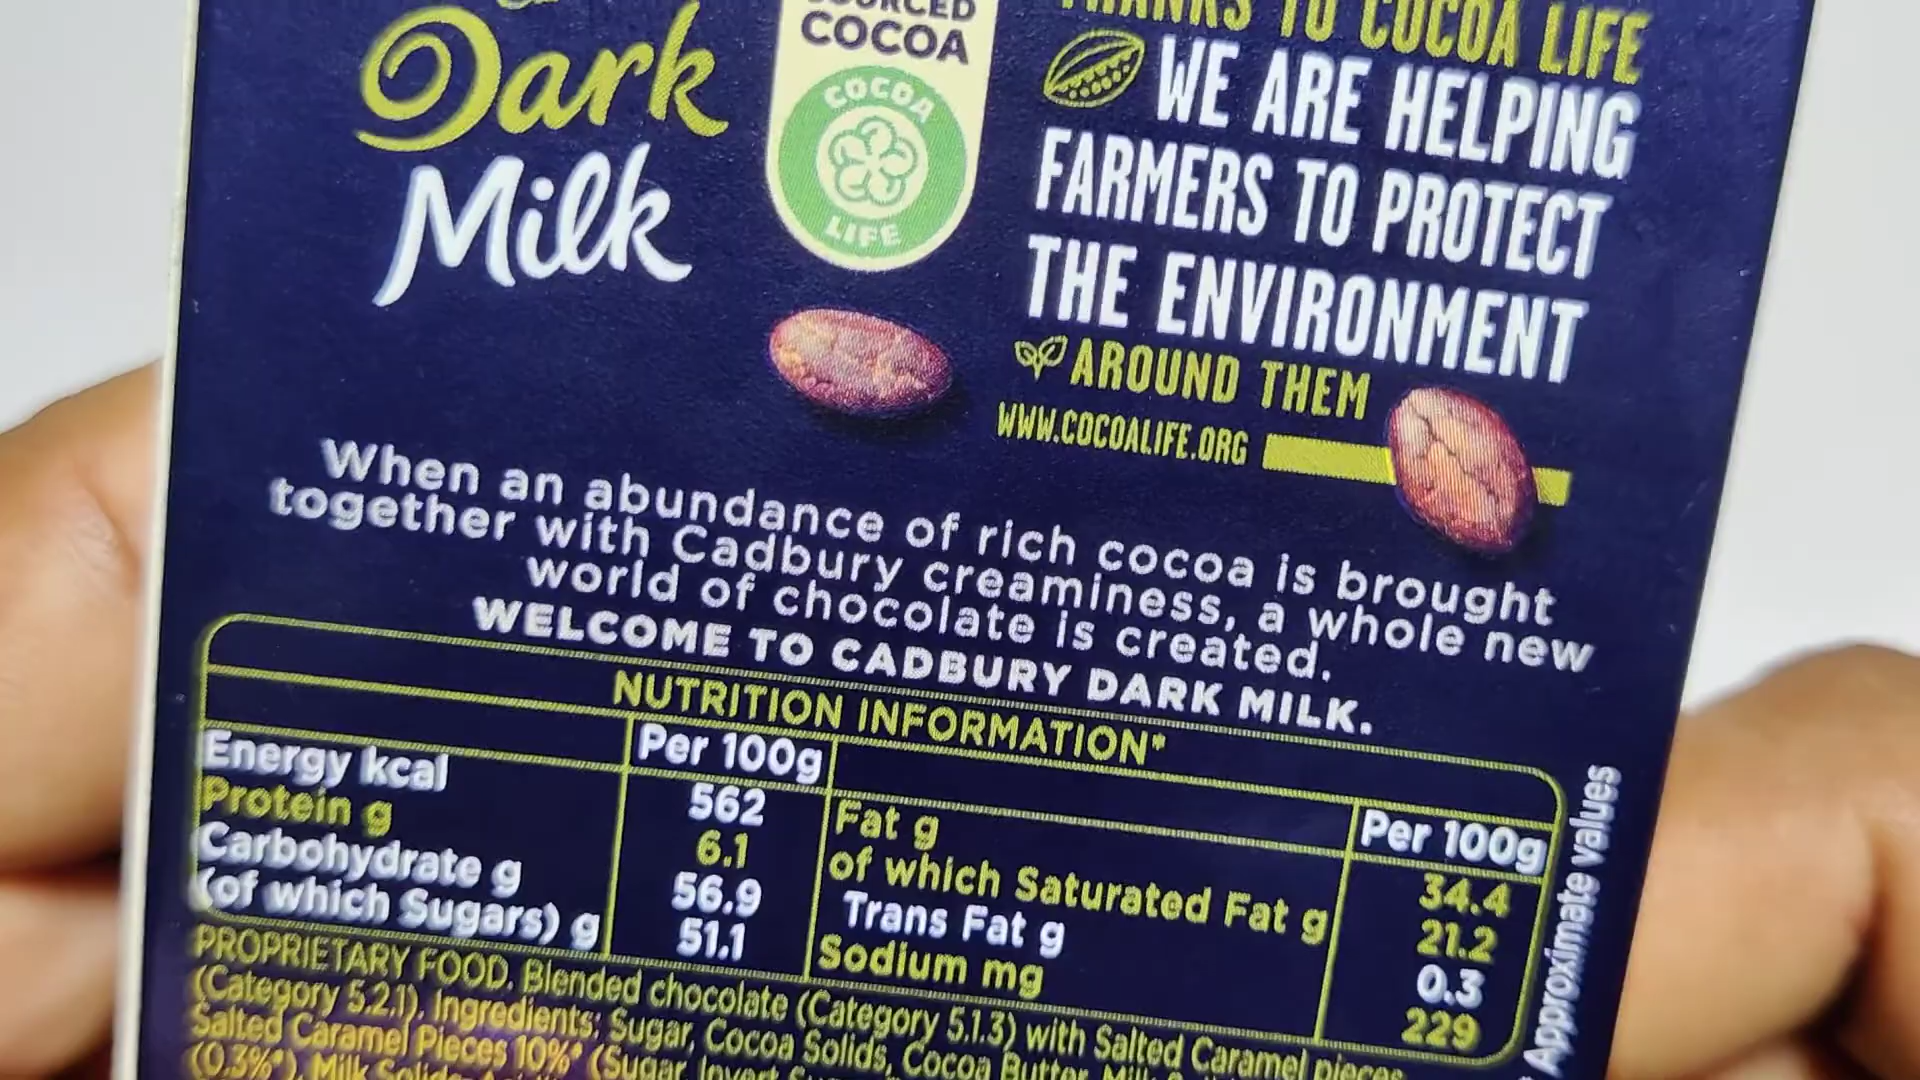 Dark
Milk
COCOA
COCOA
LIFE
THANKS TO COCOA LIFE
WE ARE HELPING
FARMERS TO PROTECT
THE ENVIRONMENT
AROUND THEM
WWW.COCOALIFE.ORG
When an abundance of rich cocoa is brought
together with Cadbury creaminess, a whole new
world of chocolate is created.
WELCOME TO CADBURY DARK MILK.
NUTRITION INFORMATION*
Per 100g Per 100g
Energy kcal 562 Fat g 34.4
Protein g 6.1 of which Saturated Fat g 21.2
Carbohydrate g 56.9 Trans Fat g 0.3
(of which Sugars) g 51.1 Sodium mg 229
* Approximate values
PROPRIETARY FOOD. Blended chocolate (Category 5.1.3) with Salted Caramel pieces
(Category 5.2.1). Ingredients: Sugar, Cocoa Solids, Cocoa Butter, Milk
Salted Caramel Pieces 10%* (Sugar, Invert
(0.3%*), Milk Solids